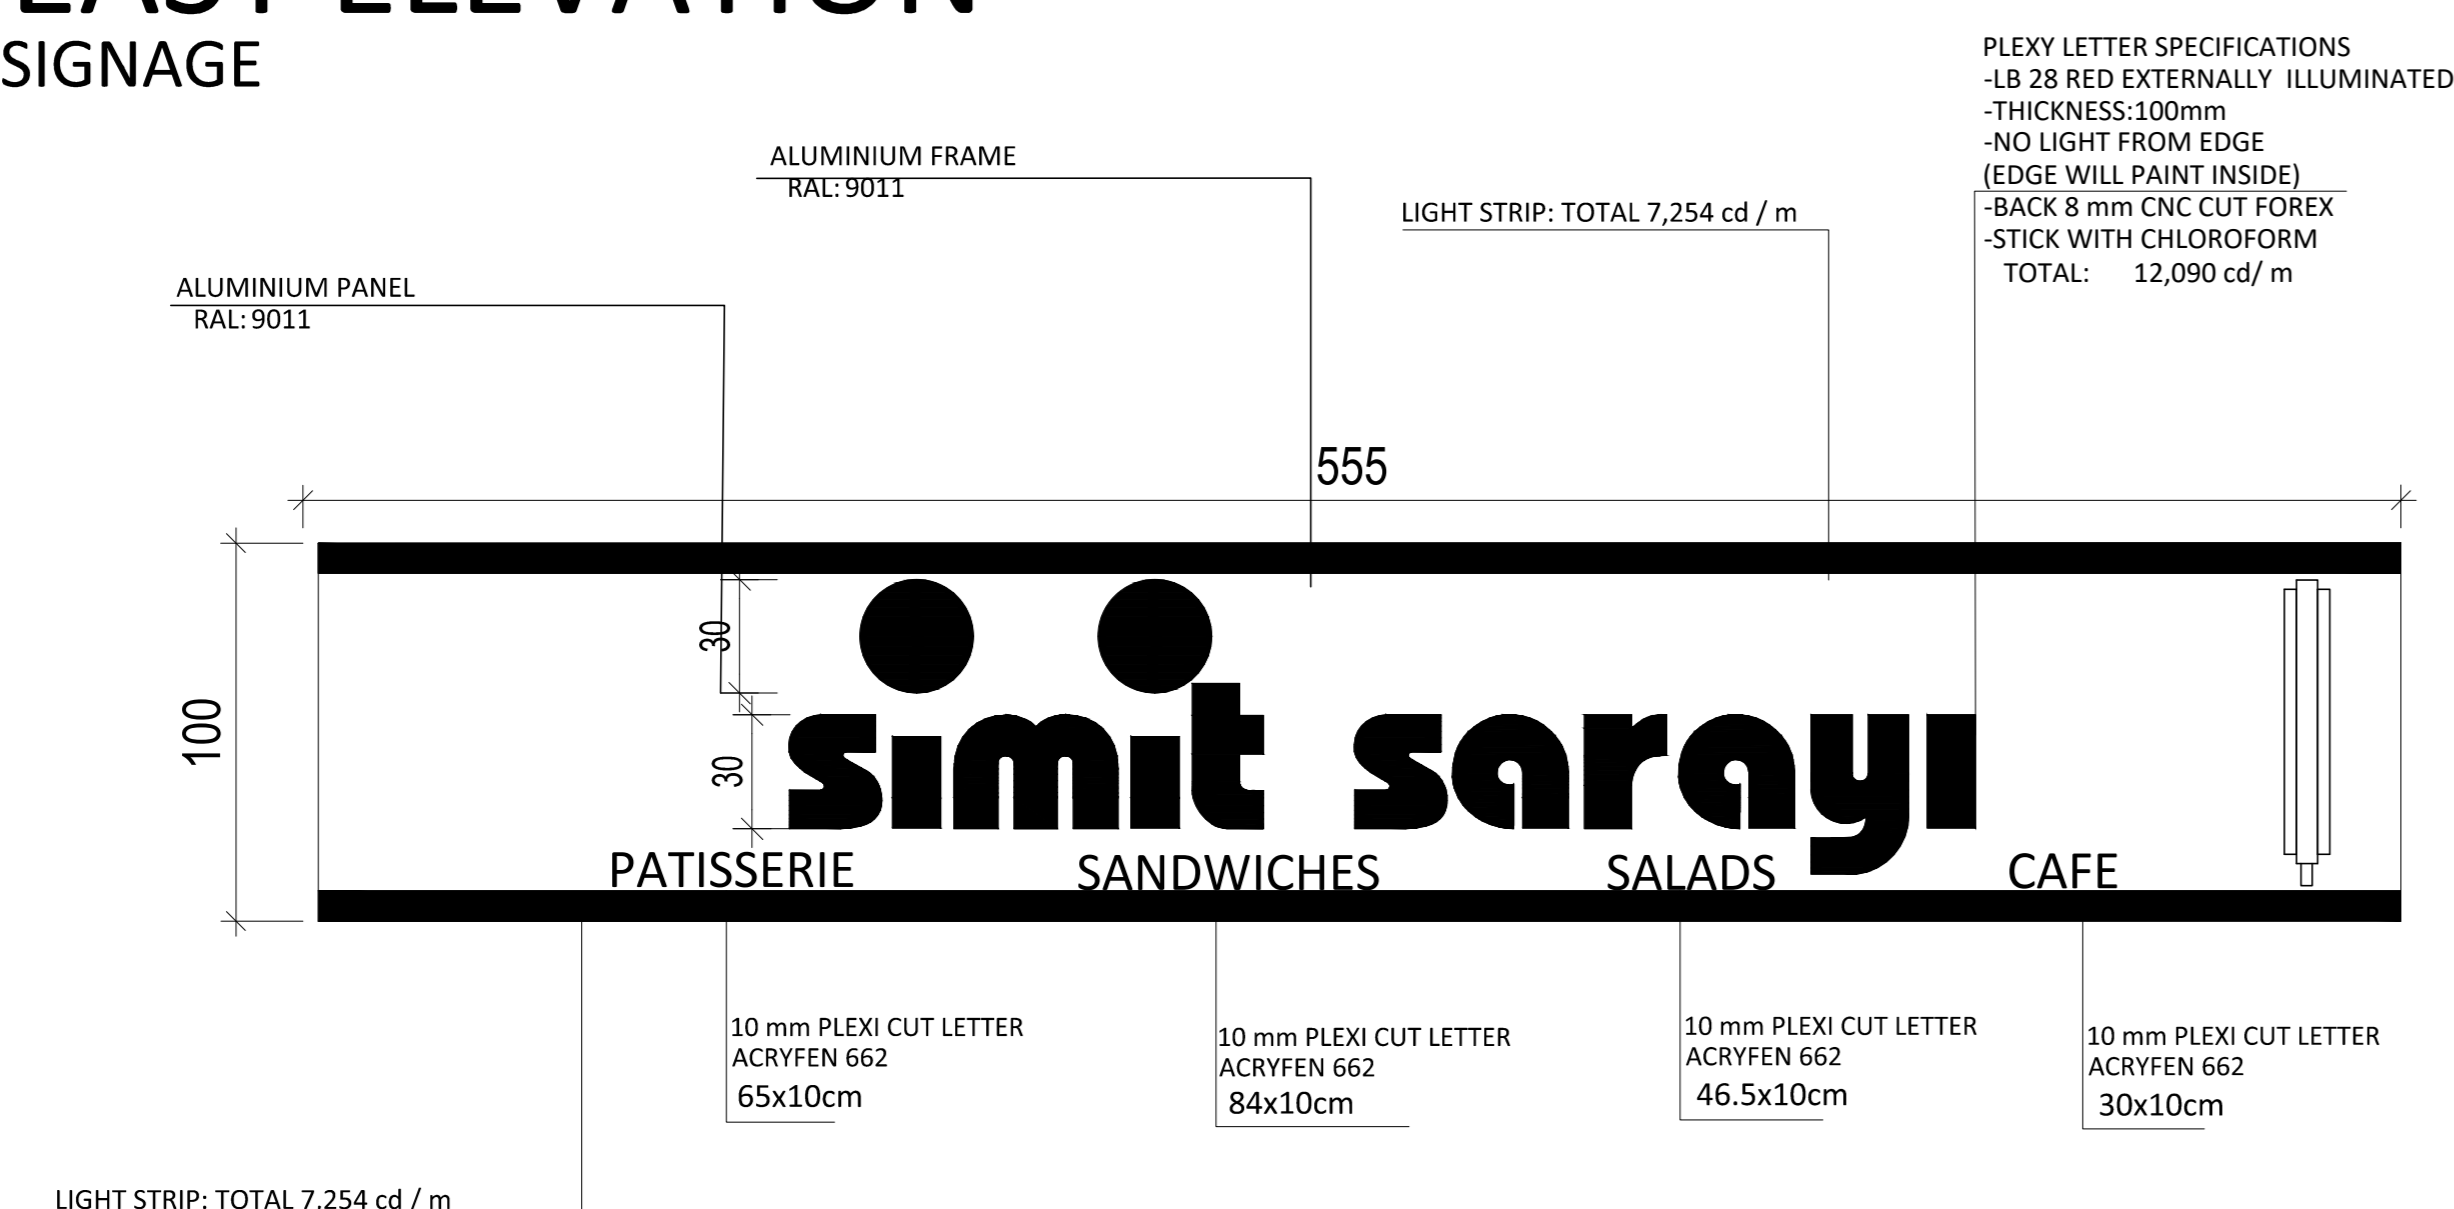 EAST ELEVATION
SIGNAGE
PLEXY LETTER SPECIFICATIONS
-LB 28 RED EXTERNALLY ILLUMINATED
-THICKNESS:100mm
-NO LIGHT FROM EDGE
(EDGE WILL PAINT INSIDE)
-BACK 8 mm CNC CUT FOREX
-STICK WITH CHLOROFORM
TOTAL: 12,090 cd/ m
ALUMINIUM FRAME
RAL: 9011
LIGHT STRIP: TOTAL 7,254 cd / m
ALUMINIUM PANEL
RAL: 9011
555
100
30
30
simit sarayı
PATISSERIE SANDWICHES SALADS CAFE
10 mm PLEXI CUT LETTER
ACRYFEN 662
65x10cm
10 mm PLEXI CUT LETTER
ACRYFEN 662
84x10cm
10 mm PLEXI CUT LETTER
ACRYFEN 662
46.5x10cm
10 mm PLEXI CUT LETTER
ACRYFEN 662
30x10cm
LIGHT STRIP: TOTAL 7,254 cd / m